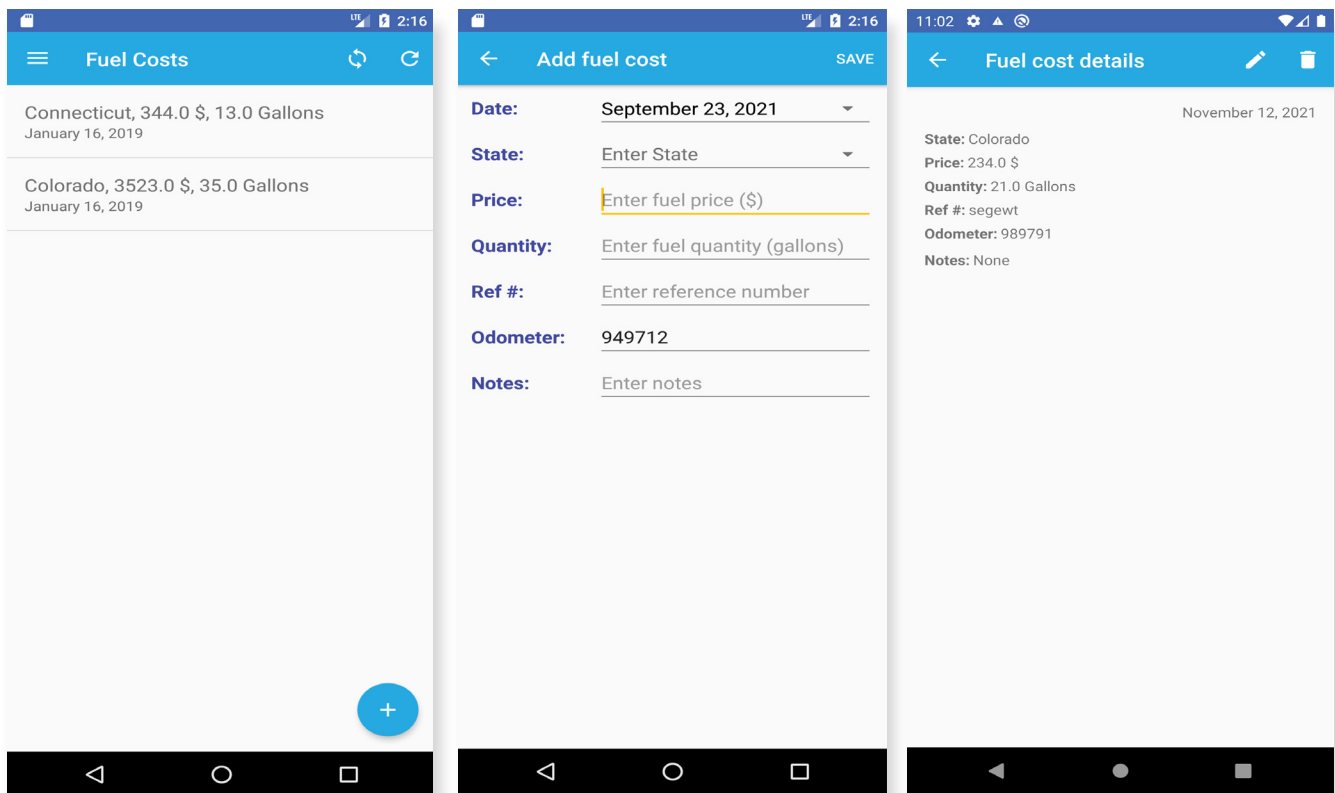 LTE 2:16
Fuel Costs
Connecticut, 344.0 $, 13.0 Gallons
January 16, 2019
Colorado, 3523.0 $, 35.0 Gallons
January 16, 2019
LTE 2:16
Add fuel cost SAVE
Date: September 23, 2021
State: Enter State
Price: Enter fuel price ($)
Quantity: Enter fuel quantity (gallons)
Ref #: Enter reference number
Odometer: 949712
Notes: Enter notes
11:02
Fuel cost details
November 12, 2021
State: Colorado
Price: 234.0 $
Quantity: 21.0 Gallons
Ref #: segewt
Odometer: 989791
Notes: None